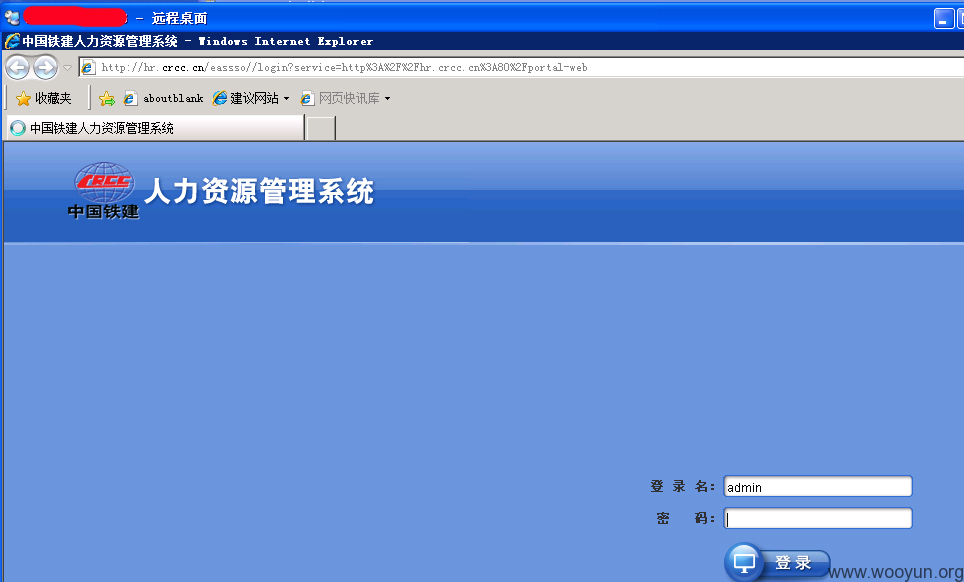 - 远程桌面
中国铁建人力资源管理系统 - Windows Internet Explorer
http://hr.crcc.cn/eassso//login?service=http%3A%2F%2Fhr.crcc.cn%3A80%2Fportal-web
收藏夹 aboutblank 建议网站 网页快讯库
中国铁建人力资源管理系统
CRCC
中国铁建
人力资源管理系统
登 录 名: admin
密 码:
登 录
www.wooyun.org